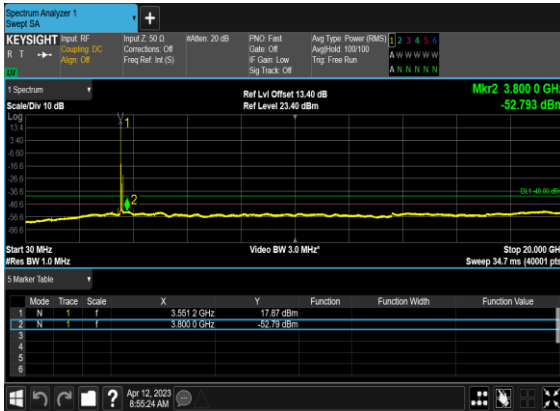 Spectrum Analyzer 1
Swept SA
KEYSIGHT Input: RF Input Z: 50 Ω #Atten: 20 dB PNO: Fast Avg Type: Power (RMS) 1 2 3 4 5 6
R T Coupling: DC Corrections: Off Gate: Off Avg|Hold: 100/100 A W W W W W
Align: Off Freq Ref: Int (S) IF Gain: Low Trig: Free Run
Sig Track: Off A N N N N N
1 Spectrum Ref Lvl Offset 13.40 dB Mkr2 3.800 0 GHz
Scale/Div 10 dB Ref Level 23.40 dBm -52.793 dBm
Log
1
13.4
3.40
-6.60
-16.6
-26.6
-36.6 DL1 -40.00 dBm
2
-46.6
-56.6
-66.6
Start 30 MHz Video BW 3.0 MHz* Stop 20.000 GHz
#Res BW 1.0 MHz Sweep 34.7 ms (40001 pts)
5 Marker Table
Mode Trace Scale X Y Function Function Width Function Value
1 N 1 f 3.551 2 GHz 17.87 dBm
2 N 1 f 3.800 0 GHz -52.79 dBm
3
4
5
6
? Apr 12, 2023
8:55:24 AM